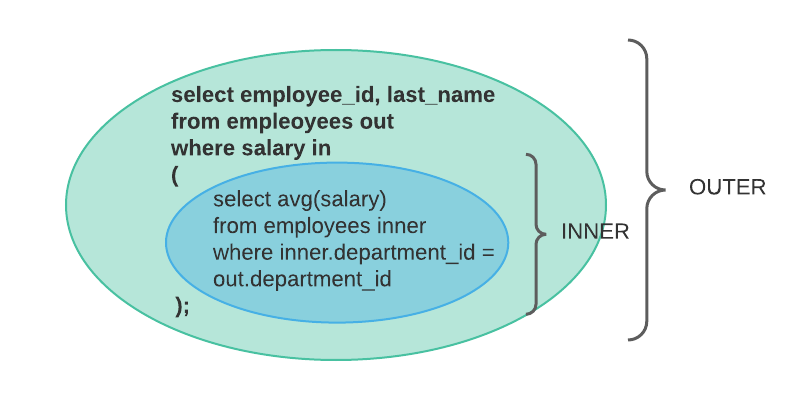 select employee_id, last_name
from empleoyees out
where salary in
(
select avg(salary)
from employees inner
where inner.department_id =
out.department_id
);
INNER
OUTER